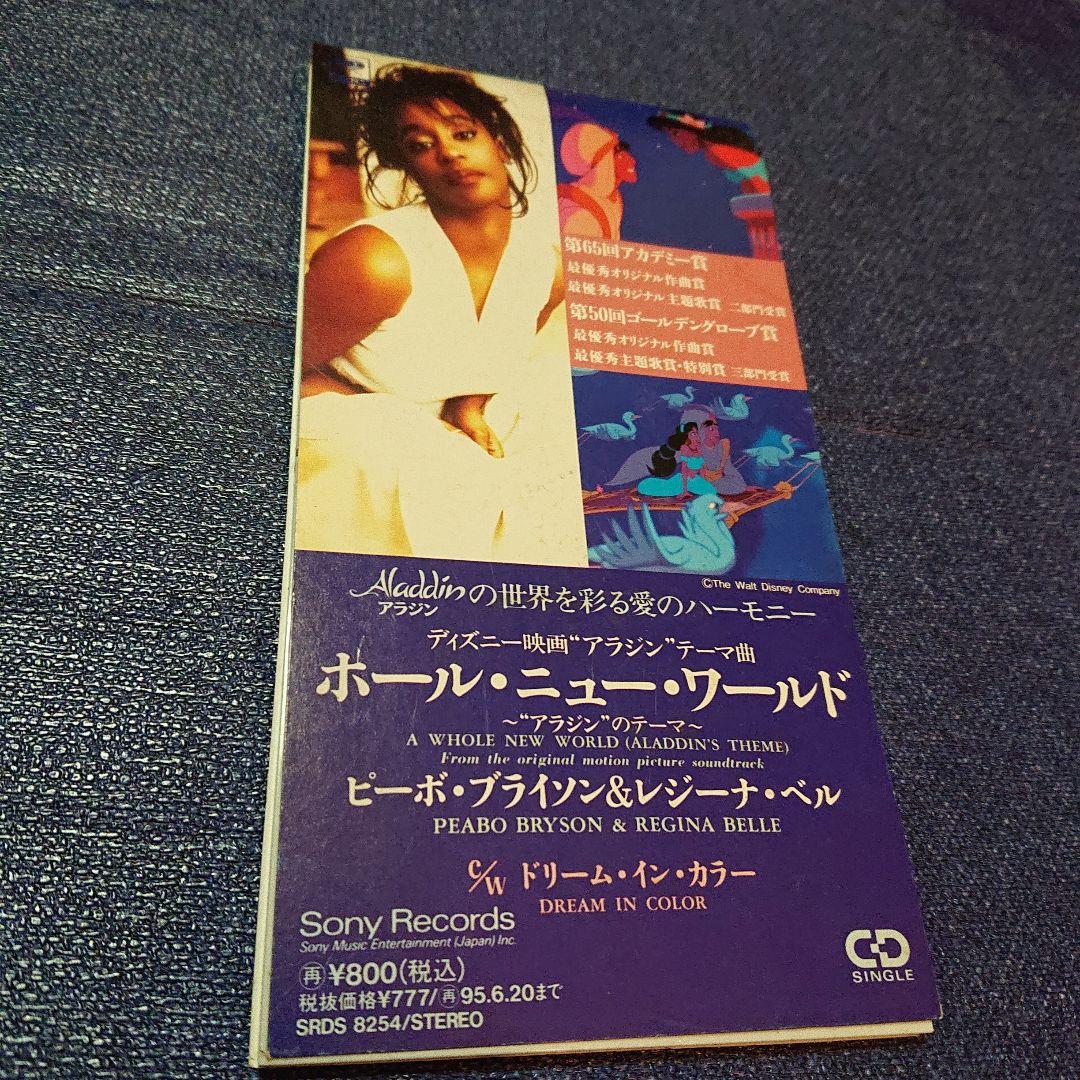 第65回アカデミー賞
最優秀オリジナル作曲賞
最優秀オリジナル主題歌賞 二部門受賞
第50回ゴールデングローブ賞
最優秀オリジナル作曲賞
最優秀主題歌賞・特別賞 三部門受賞
©The Walt Disney Company
Aladdinの世界を彩る愛のハーモニー
アラジン
ディズニー映画“アラジン”テーマ曲
ホール・ニュー・ワールド
〜“アラジン”のテーマ〜
A WHOLE NEW WORLD (ALADDIN'S THEME)
From the original motion picture soundtrack
ピーボ・ブライソン&レジーナ・ベル
PEABO BRYSON & REGINA BELLE
c/w ドリーム・イン・カラー
DREAM IN COLOR
Sony Records
Sony Music Entertainment (Japan) Inc.
再 ¥800(税込)
税抜価格¥777/再95.6.20まで
SRDS 8254/STEREO
CD
SINGLE